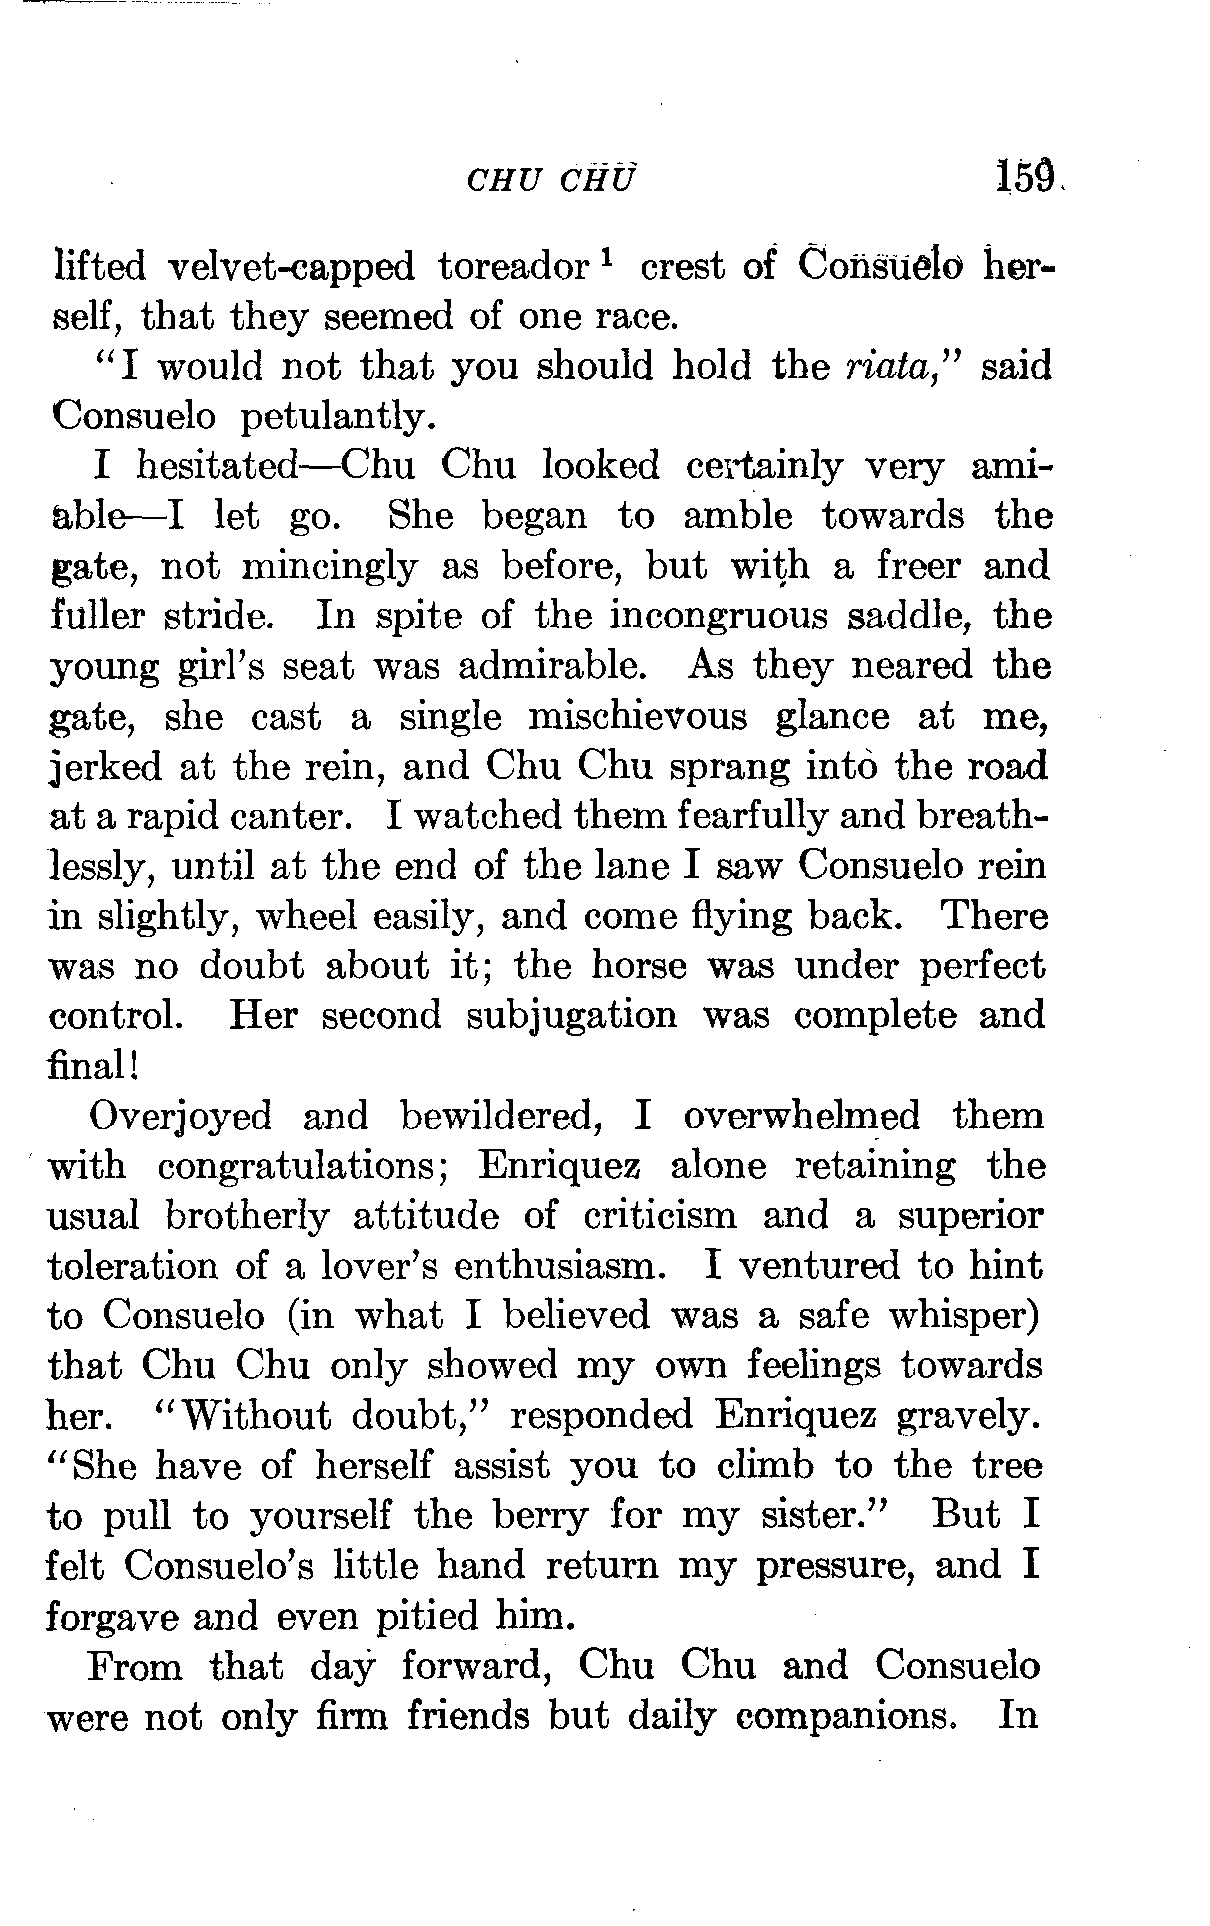 CHU CHU 159
lifted velvet-capped toreador ¹ crest of Consuelo her-
self, that they seemed of one race.
"I would not that you should hold the riata," said
Consuelo petulantly.
I hesitated—Chu Chu looked certainly very ami-
able—I let go. She began to amble towards the
gate, not mincingly as before, but with a freer and
fuller stride. In spite of the incongruous saddle, the
young girl's seat was admirable. As they neared the
gate, she cast a single mischievous glance at me,
jerked at the rein, and Chu Chu sprang into the road
at a rapid canter. I watched them fearfully and breath-
lessly, until at the end of the lane I saw Consuelo rein
in slightly, wheel easily, and come flying back. There
was no doubt about it; the horse was under perfect
control. Her second subjugation was complete and
final!
Overjoyed and bewildered, I overwhelmed them
with congratulations; Enriquez alone retaining the
usual brotherly attitude of criticism and a superior
toleration of a lover's enthusiasm. I ventured to hint
to Consuelo (in what I believed was a safe whisper)
that Chu Chu only showed my own feelings towards
her. "Without doubt," responded Enriquez gravely.
"She have of herself assist you to climb to the tree
to pull to yourself the berry for my sister." But I
felt Consuelo's little hand return my pressure, and I
forgave and even pitied him.
From that day forward, Chu Chu and Consuelo
were not only firm friends but daily companions. In